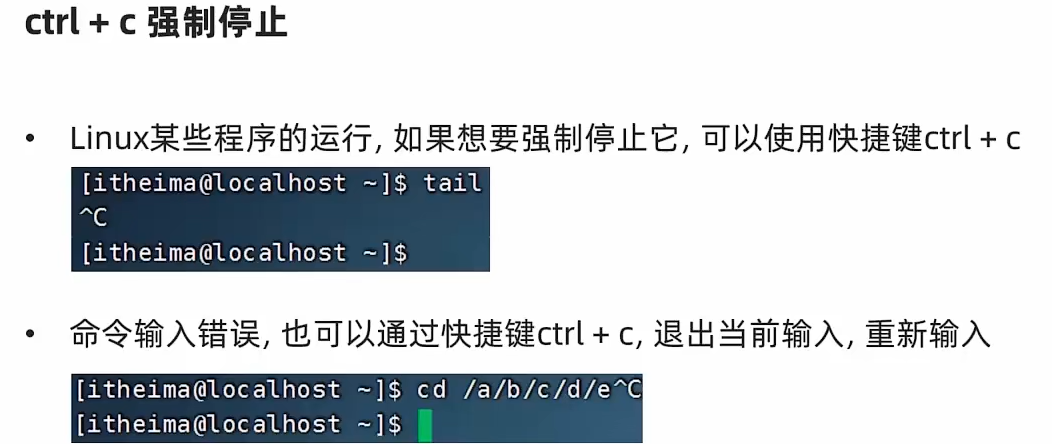 ctrl + c 强制停止
• Linux某些程序的运行, 如果想要强制停止它, 可以使用快捷键ctrl + c
[itheima@localhost ~]$ tail
^C
[itheima@localhost ~]$
• 命令输入错误, 也可以通过快捷键ctrl + c, 退出当前输入, 重新输入
[itheima@localhost ~]$ cd /a/b/c/d/e^C
[itheima@localhost ~]$